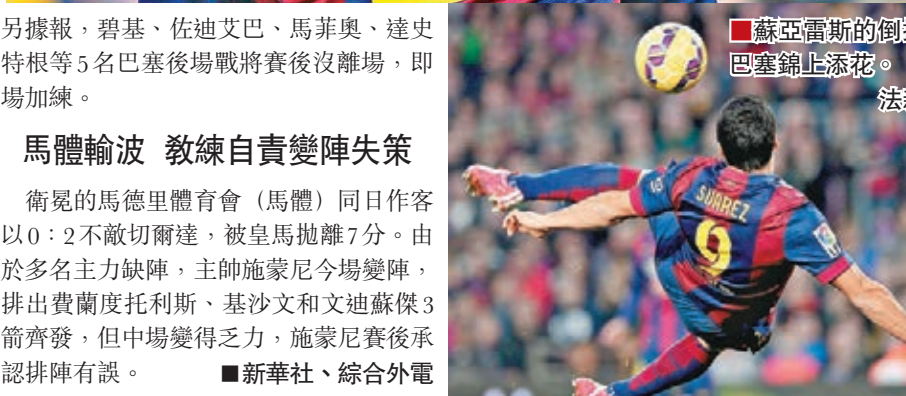 另據報，碧基、佐迪艾巴、馬菲奧、達史
特根等5名巴塞後場戰將賽後沒離場，即
場加練。
馬體輸波 教練自責變陣失策
衛冕的馬德里體育會（馬體）同日作客
以0：2不敵切爾達，被皇馬拋離7分。由
於多名主力缺陣，主帥施蒙尼今場變陣，
排出費蘭度托利斯、基沙文和文迪蘇傑3
箭齊發，但中場變得乏力，施蒙尼賽後承
認排陣有誤。 ■新華社、綜合外電
■蘇亞雷斯的倒
巴塞錦上添花。
法
SUAREZ
9